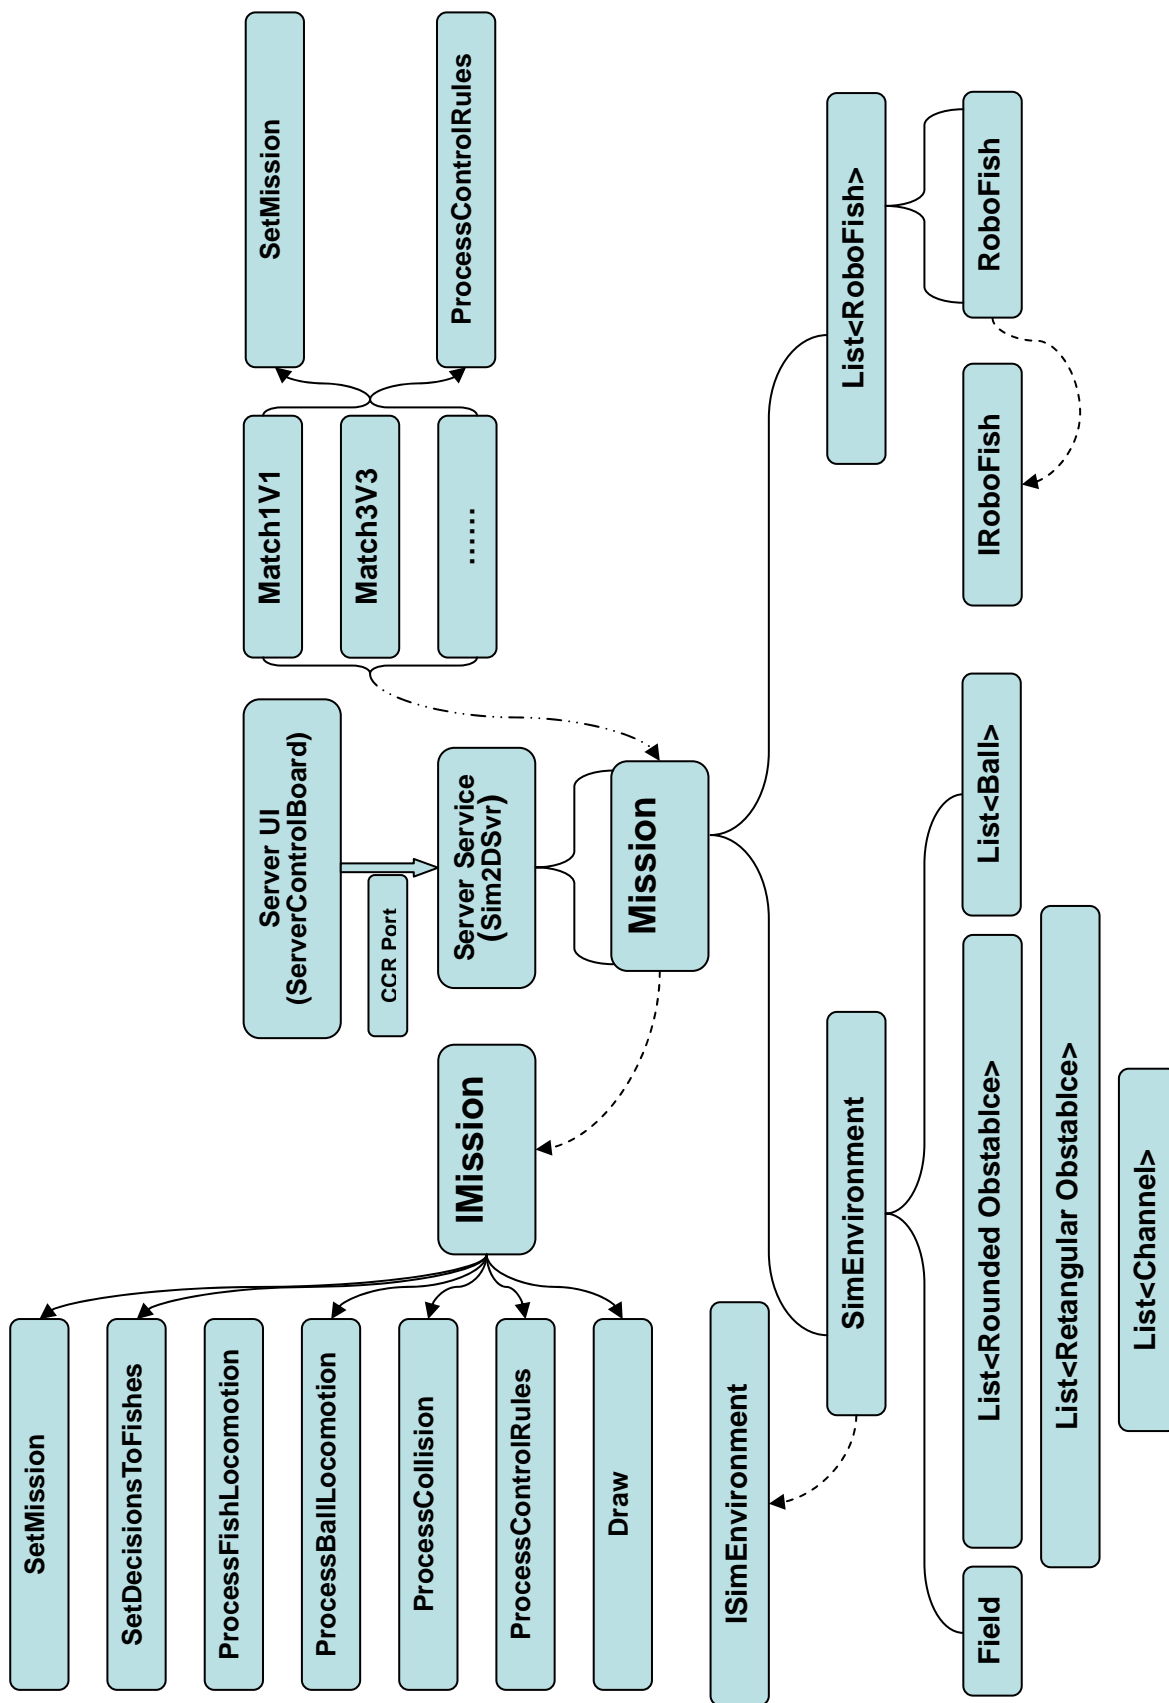 SetMission
SetDecisionsToFishes
ProcessFishLocomotion
ProcessBallLocomotion
ProcessCollision
ProcessControlRules
Draw
IMission
Server UI
(ServerControlBoard)
CCR Port
Server Service
(Sim2DSvr)
Mission
Match1V1
Match3V3
......
SetMission
ProcessControlRules
ISimEnvironment
SimEnvironment
List<RoboFish>
Field
List<Rounded Obstablce>
List<Retangular Obstablce>
List<Channel>
List<Ball>
IRoboFish
RoboFish